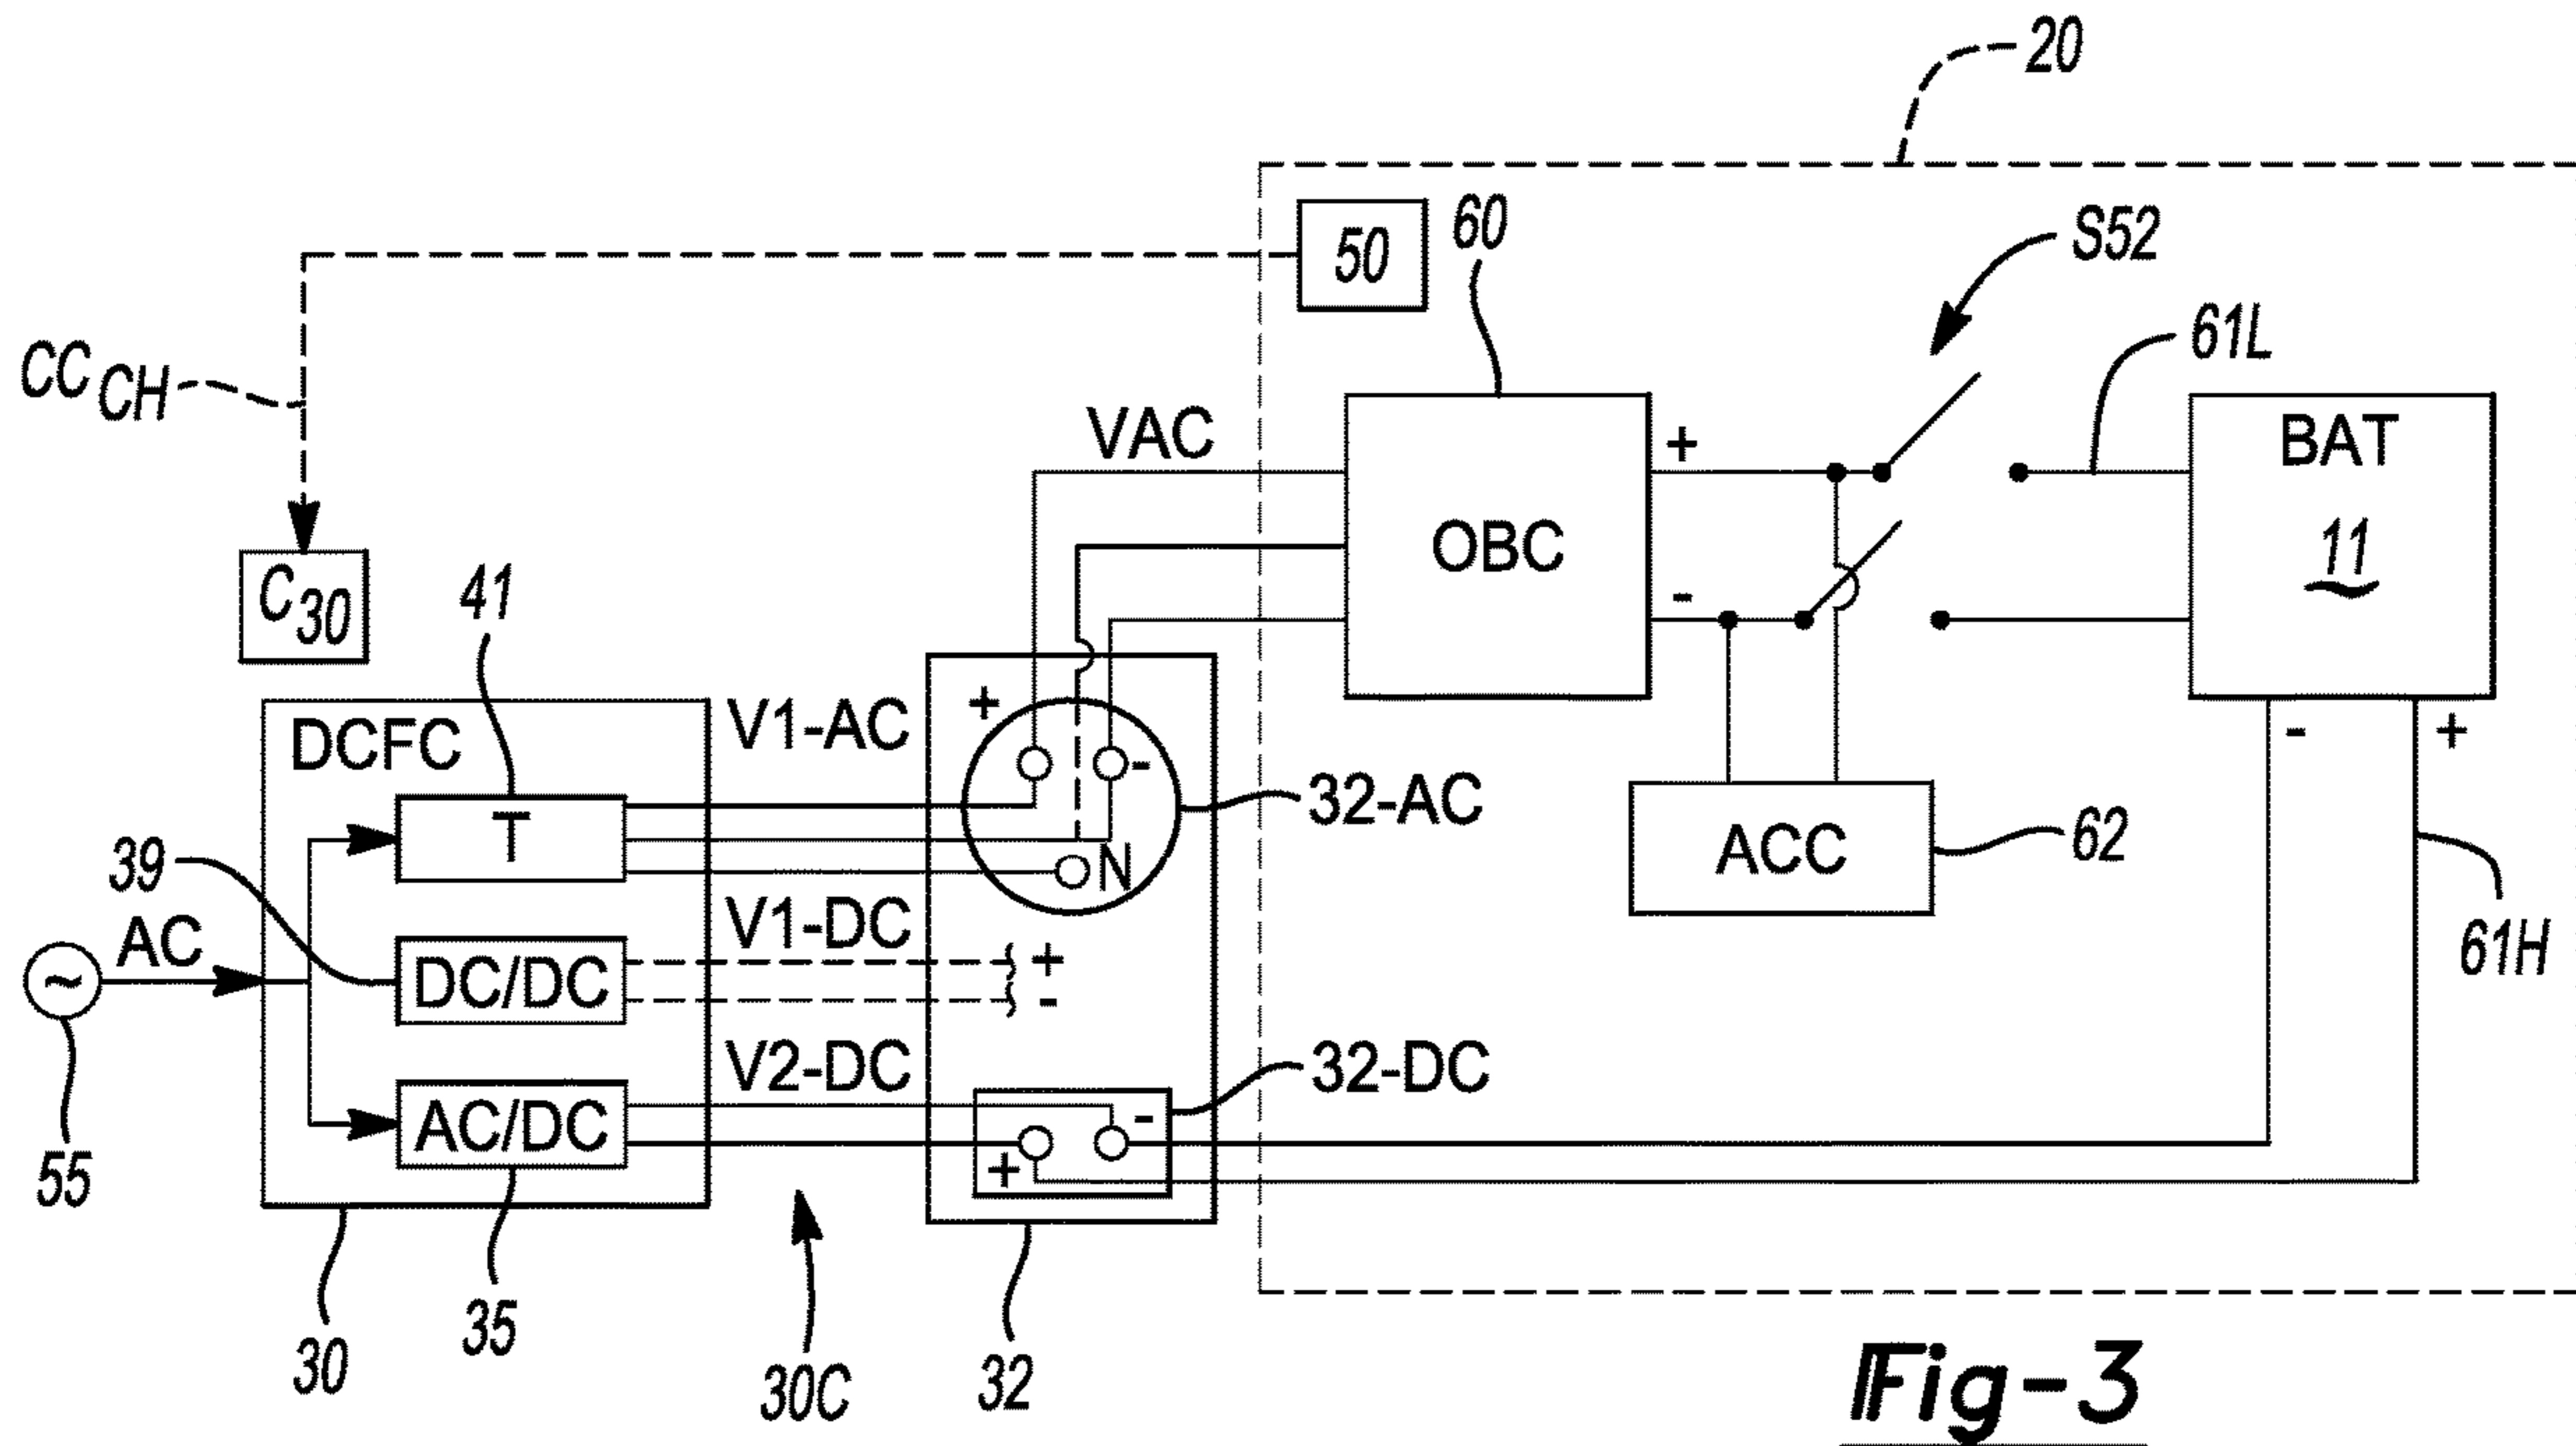 20
50
60
S52
61L
CC CH
VAC
+
BAT
11
OBC
-
C30
41
DCFC
V1-AC
+
-
-
+
T
32-AC
ACC
62
39
N
AC
V1-DC
61H
~
DC/DC
+
-
V2-DC
32-DC
AC/DC
-
+
55
30
35
30C
32
Fig-3